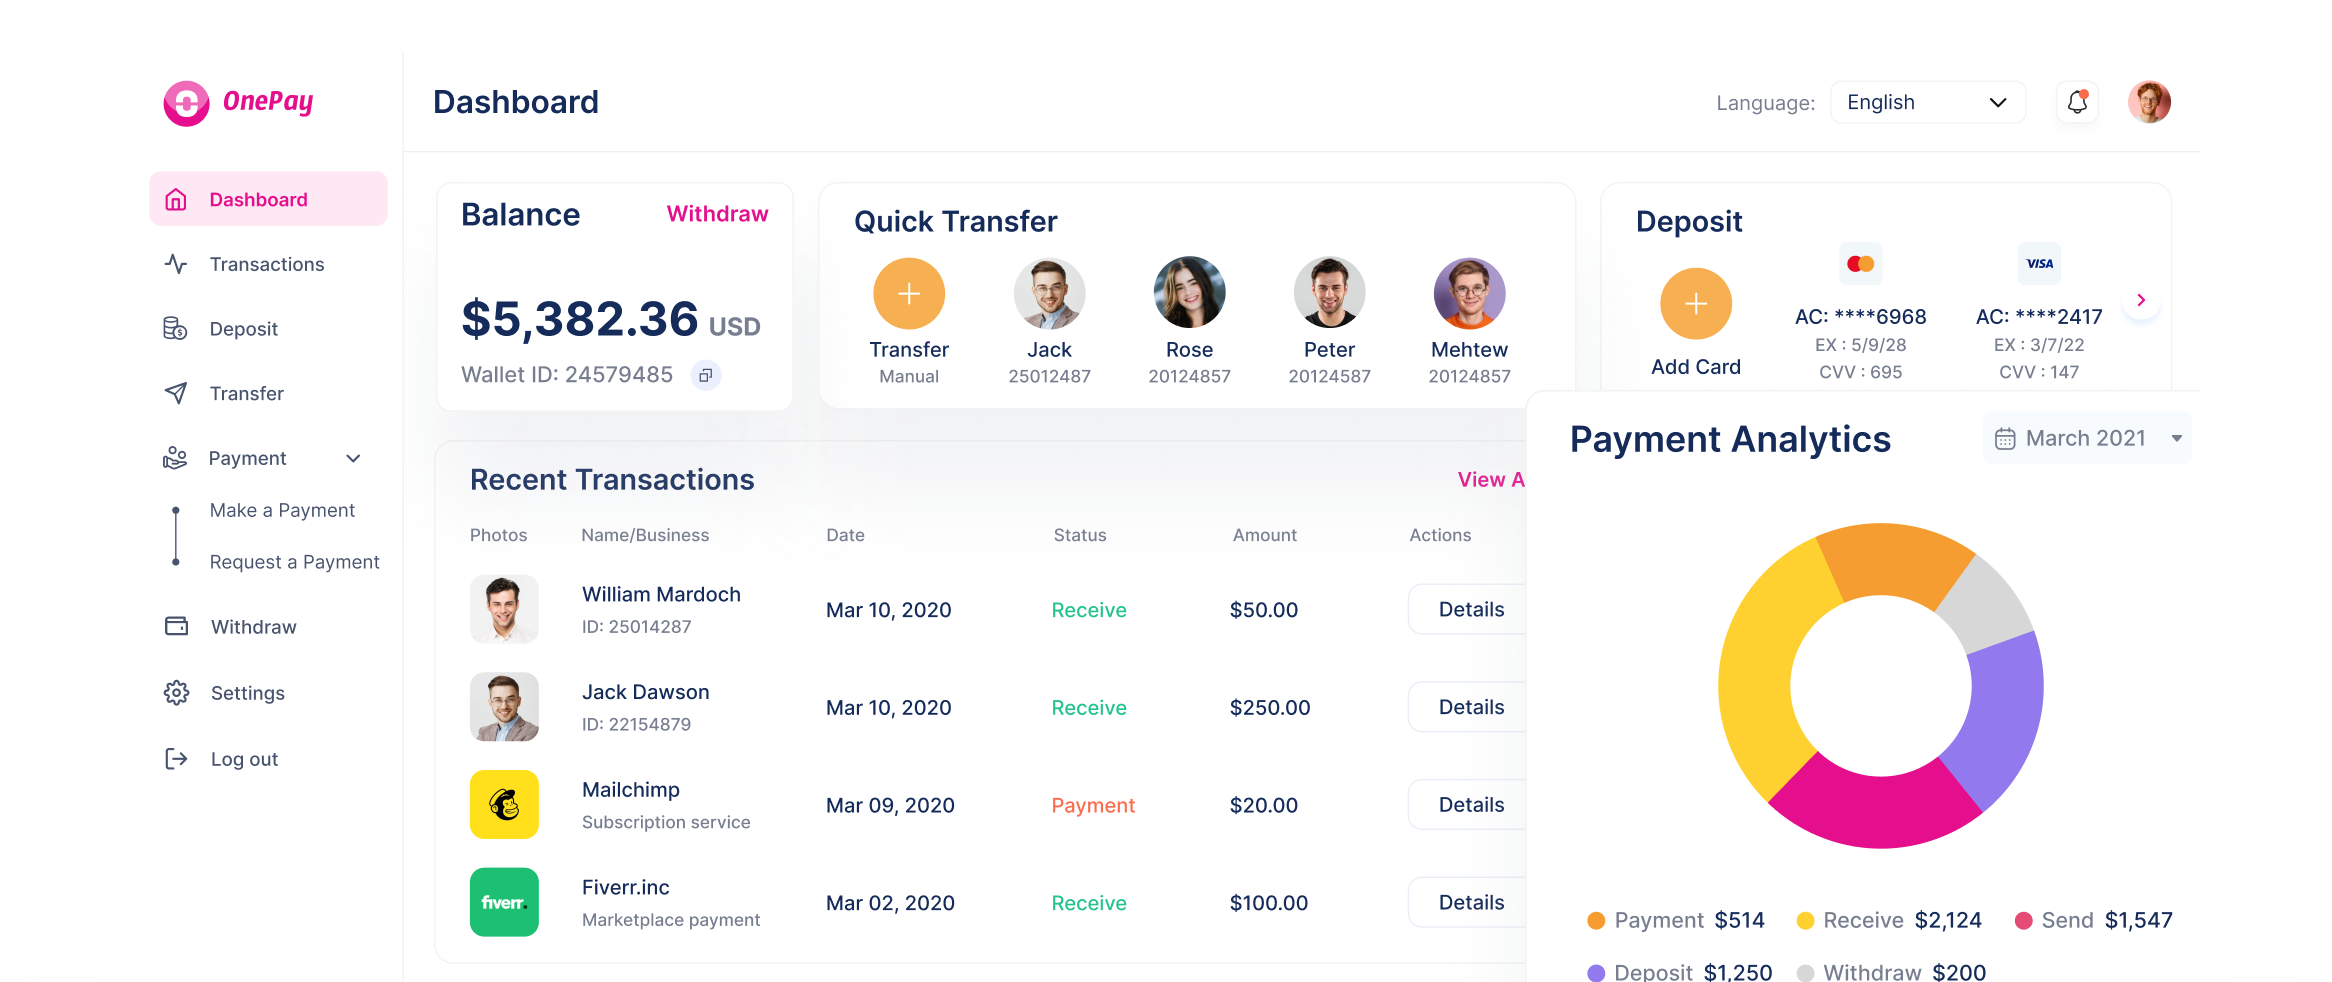 OnePay
Dashboard
Transactions
Deposit
Transfer
Payment
Make a Payment
Request a Payment
Withdraw
Settings
Log out
Dashboard
Language: English
Balance Withdraw
$5,382.36 USD
Wallet ID: 24579485
Quick Transfer
Transfer
Manual
Jack
25012487
Rose
20124857
Peter
20124587
Mehtew
20124857
Deposit
Add Card
AC: ****6968
EX : 5/9/28
CVV : 695
VISA
AC: ****2417
EX : 3/7/22
CVV : 147
Recent Transactions View A
Photos Name/Business Date Status Amount Actions
William Mardoch
ID: 25014287
Mar 10, 2020 Receive $50.00 Details
Jack Dawson
ID: 22154879
Mar 10, 2020 Receive $250.00 Details
Mailchimp
Subscription service
Mar 09, 2020 Payment $20.00 Details
fiverr.
Fiverr.inc
Marketplace payment
Mar 02, 2020 Receive $100.00 Details
Payment Analytics March 2021
Payment $514 Receive $2,124 Send $1,547
Deposit $1,250 Withdraw $200